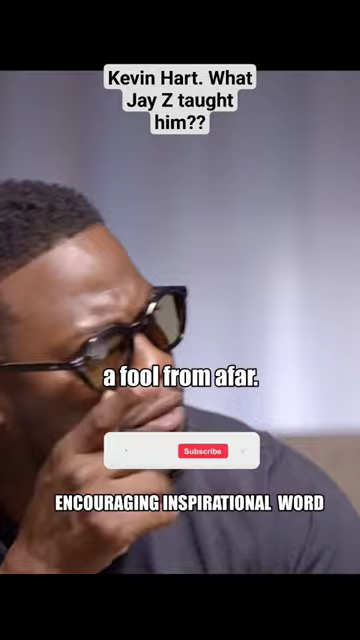 Kevin Hart. What
Jay Z taught
him??
a fool from afar.
Subscribe
ENCOURAGING INSPIRATIONAL WORD